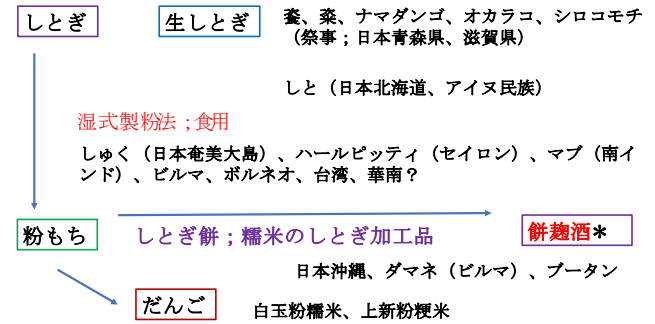 しとぎ
生しとぎ
粢、粢、ナマダンゴ、オカラコ、シロコモチ
（祭事；日本青森県、滋賀県）
しと（日本北海道、アイヌ民族）
湿式製粉法；食用
しゅく（日本奄美大島）、ハールピッティ（セイロン）、マブ（南イ
ンド）、ビルマ、ボルネオ、台湾、華南？
粉もち
しとぎ餅；糯米のしとぎ加工品
餅麹酒＊
日本沖縄、ダマネ（ビルマ）、ブータン
だんご
白玉粉糯米、上新粉粳米